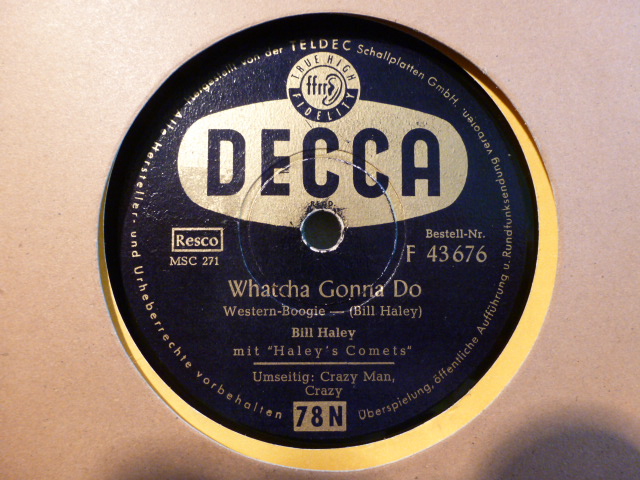 Alle Hersteller- und Urheberrechte vorbehalten
von der TELDEC Schallplatten GmbH.
Überspielung, öffentliche Aufführung u. Rundfunksendung verboten.
TRUE HIGH
ffrr
FIDELITY
DECCA
Resco
MSC 271
Bestell-Nr.
F 43676
Whatcha Gonna Do
Western-Boogie — (Bill Haley)
Bill Haley
mit "Haley's Comets"
Umseitig: Crazy Man,
Crazy
78 N